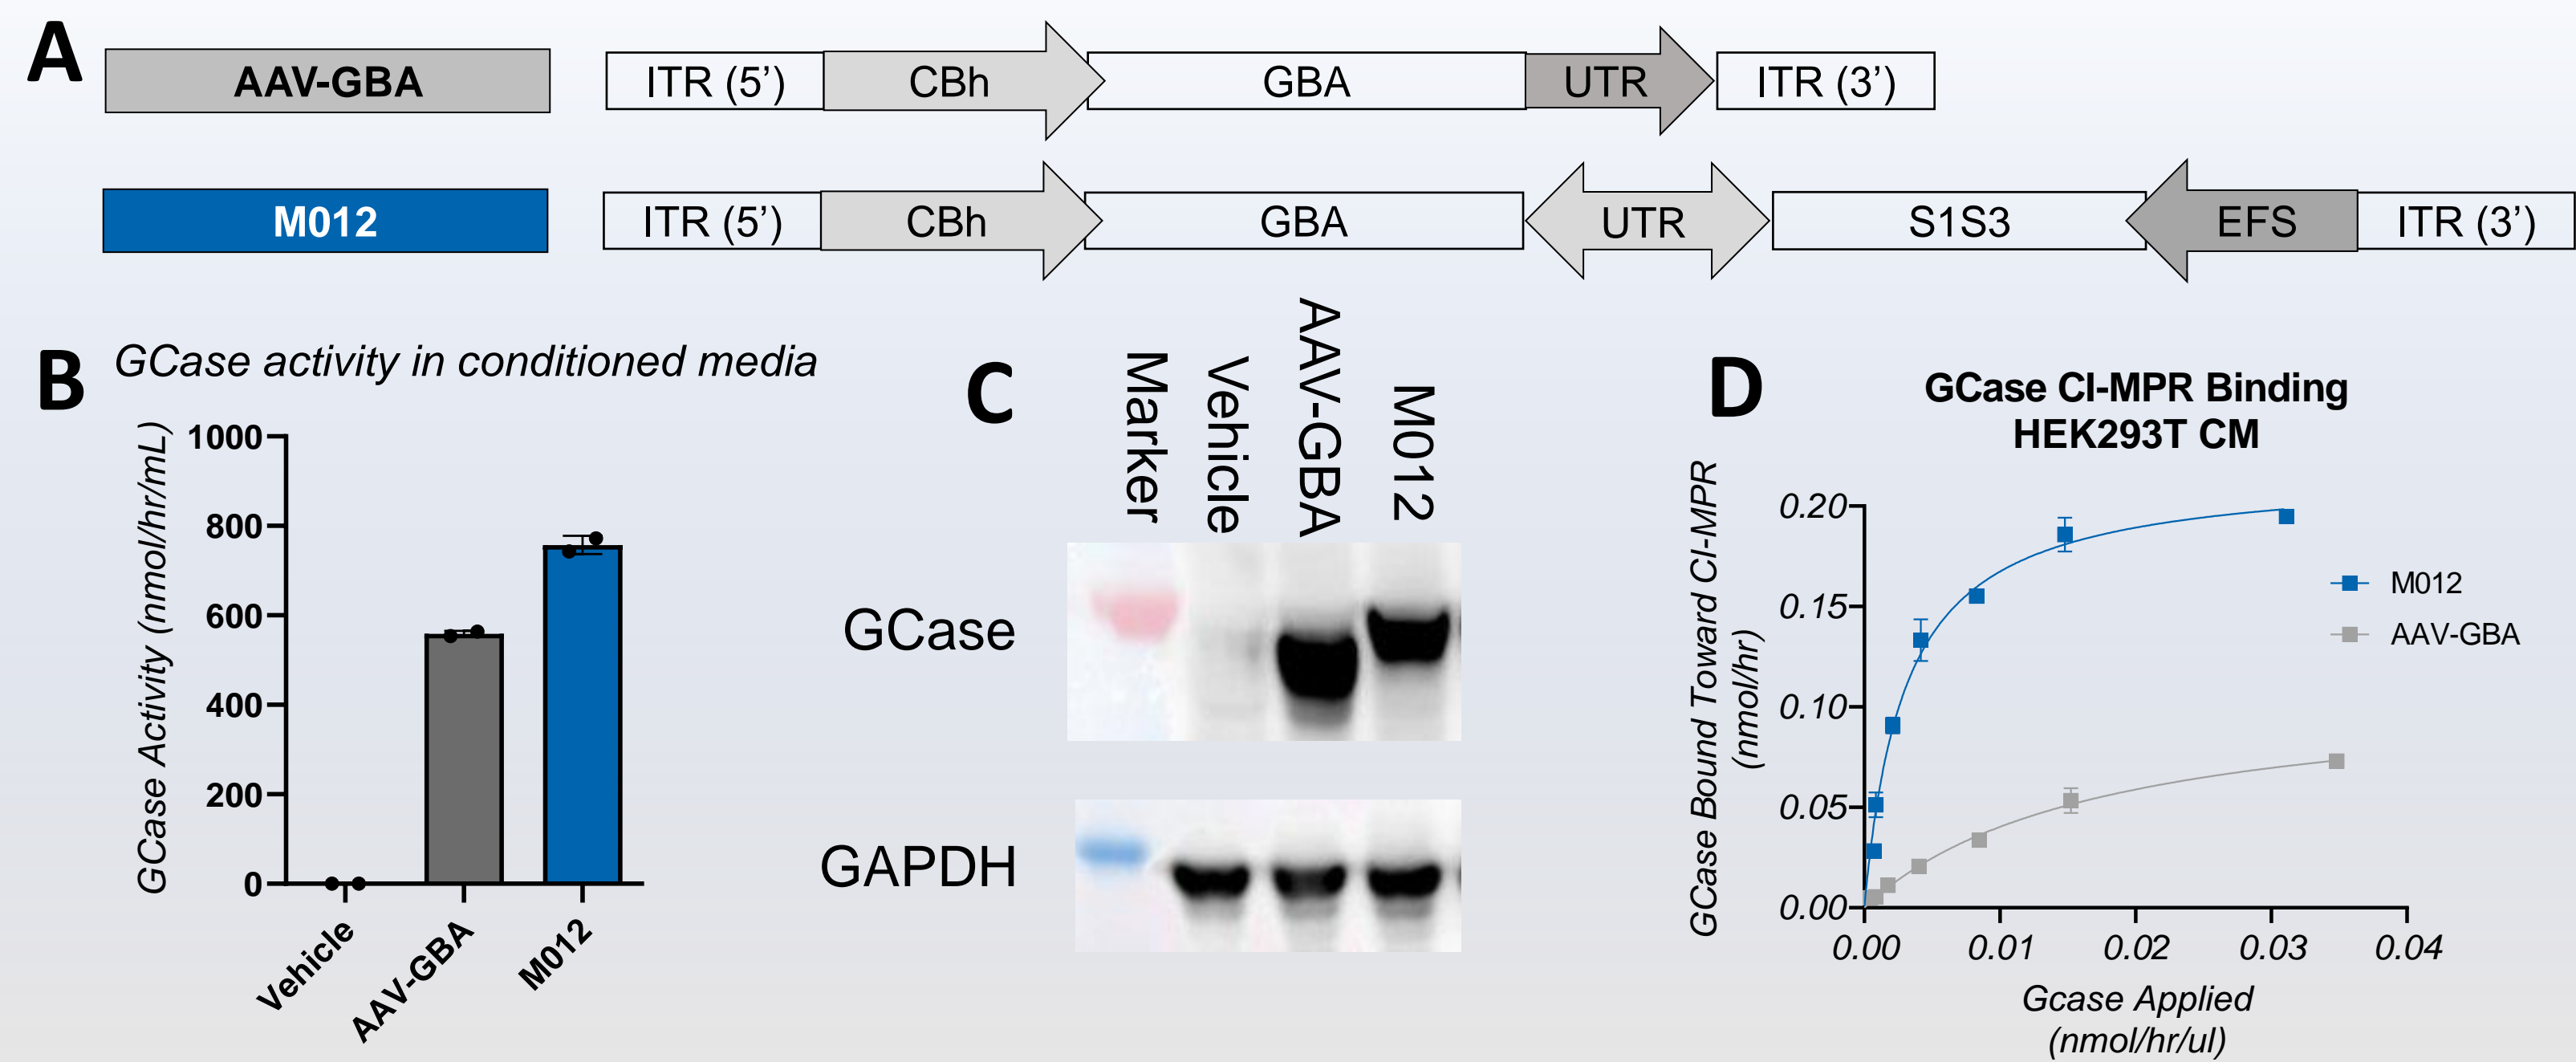 A
AAV-GBA
ITR (5’)
CBh
GBA
UTR
ITR (3’)
M012
ITR (5’)
CBh
GBA
UTR
S1S3
EFS
ITR (3’)
B
GCase activity in conditioned media
GCase Activity (nmol/hr/mL)
1000
800
600
400
200
0
Vehicle
AAV-GBA
M012
C
Marker
Vehicle
AAV-GBA
M012
GCase
GAPDH
D
GCase CI-MPR Binding
HEK293T CM
GCase Bound Toward CI-MPR
(nmol/hr)
0.20
0.15
0.10
0.05
0.00
0.00
0.01
0.02
0.03
0.04
Gcase Applied
(nmol/hr/ul)
M012
AAV-GBA